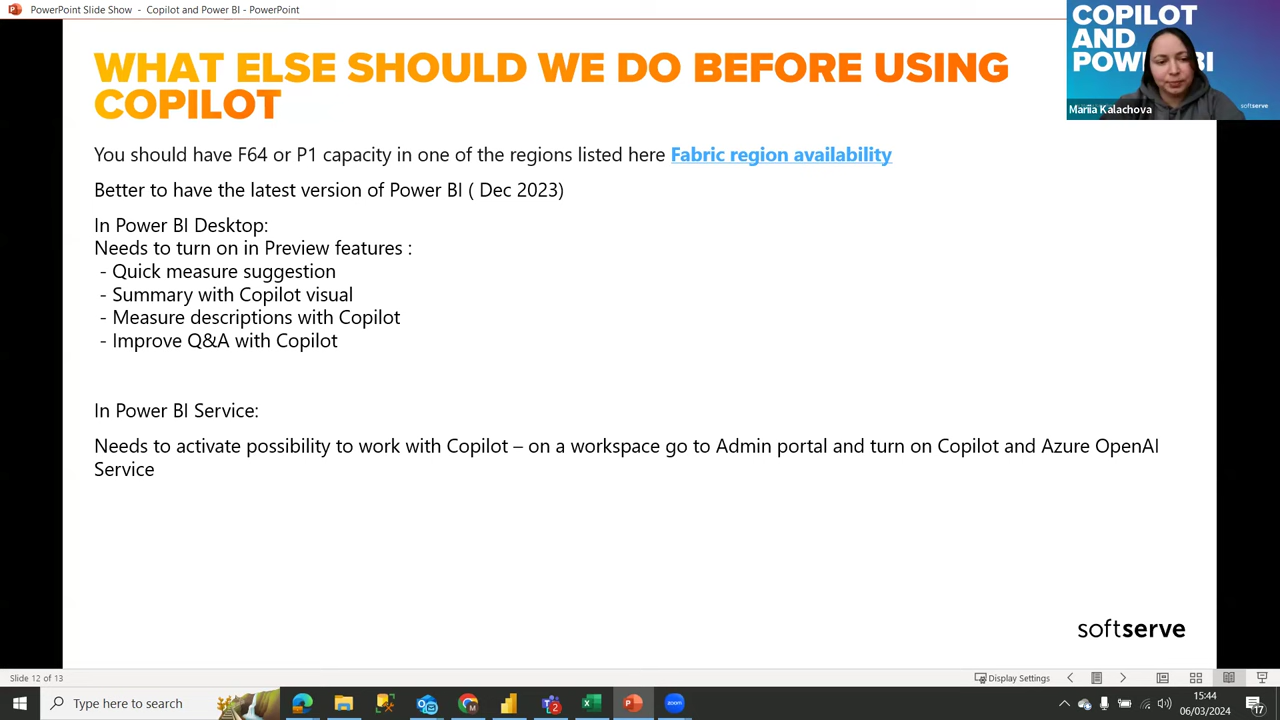 PowerPoint Slide Show - Copilot and Power BI - PowerPoint
COPILOT
AND
POW BI
Mariia Kalachova
softserve
WHAT ELSE SHOULD WE DO BEFORE USING
COPILOT
You should have F64 or P1 capacity in one of the regions listed here Fabric region availability
Better to have the latest version of Power BI ( Dec 2023)
In Power BI Desktop:
Needs to turn on in Preview features :
- Quick measure suggestion
- Summary with Copilot visual
- Measure descriptions with Copilot
- Improve Q&A with Copilot
In Power BI Service:
Needs to activate possibility to work with Copilot – on a workspace go to Admin portal and turn on Copilot and Azure OpenAI
Service
softserve
Slide 12 of 13
Display Settings
Type here to search
15:44
06/03/2024
17